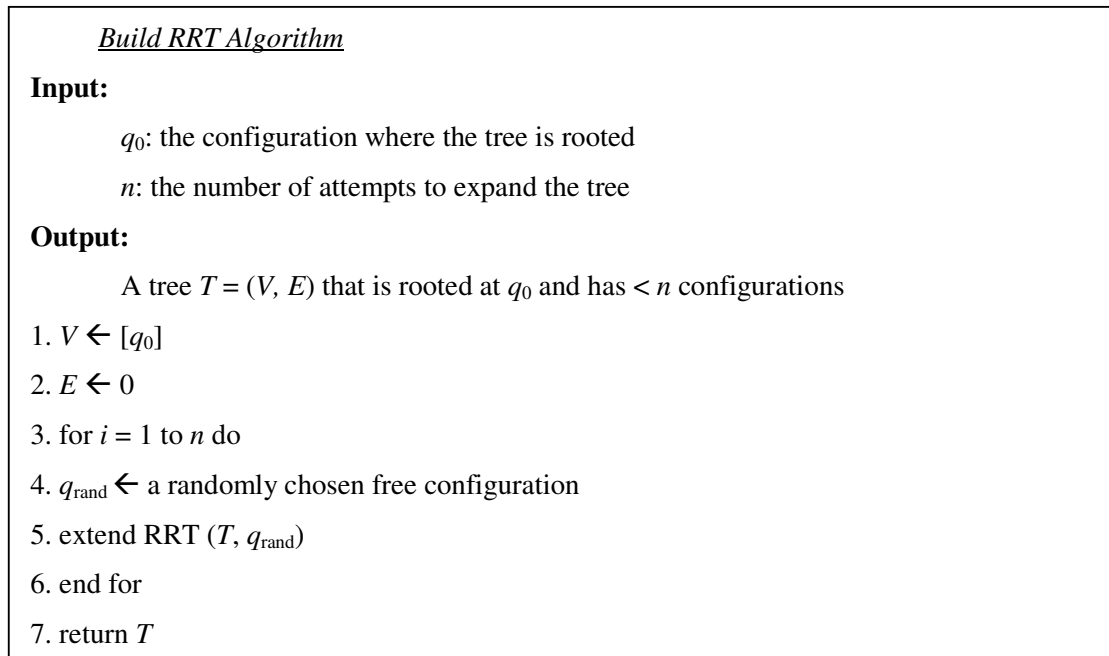 Build RRT Algorithm
Input:
q0: the configuration where the tree is rooted
n: the number of attempts to expand the tree
Output:
A tree T = (V, E) that is rooted at q0 and has < n configurations
1. V ← [q0]
2. E ← 0
3. for i = 1 to n do
4. qrand ← a randomly chosen free configuration
5. extend RRT (T, qrand)
6. end for
7. return T